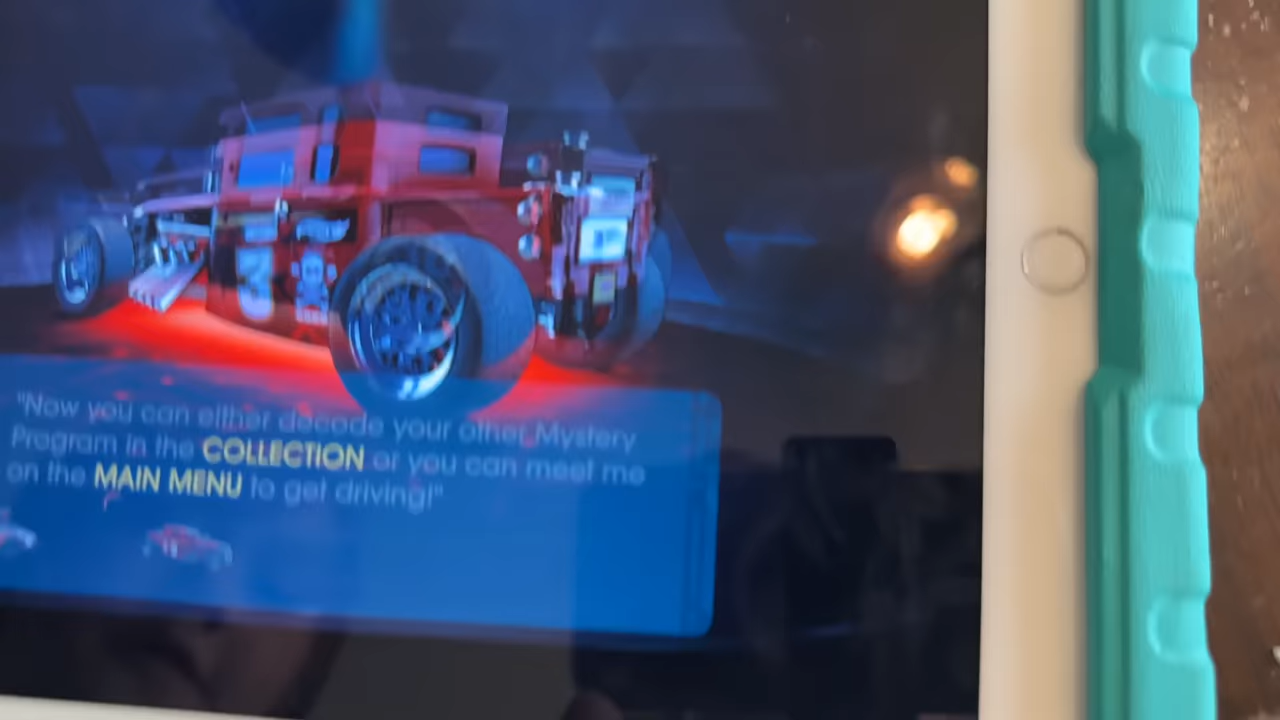 "Now you can either decode your other Mystery
Program in the COLLECTION or you can meet me
on the MAIN MENU to get driving!"